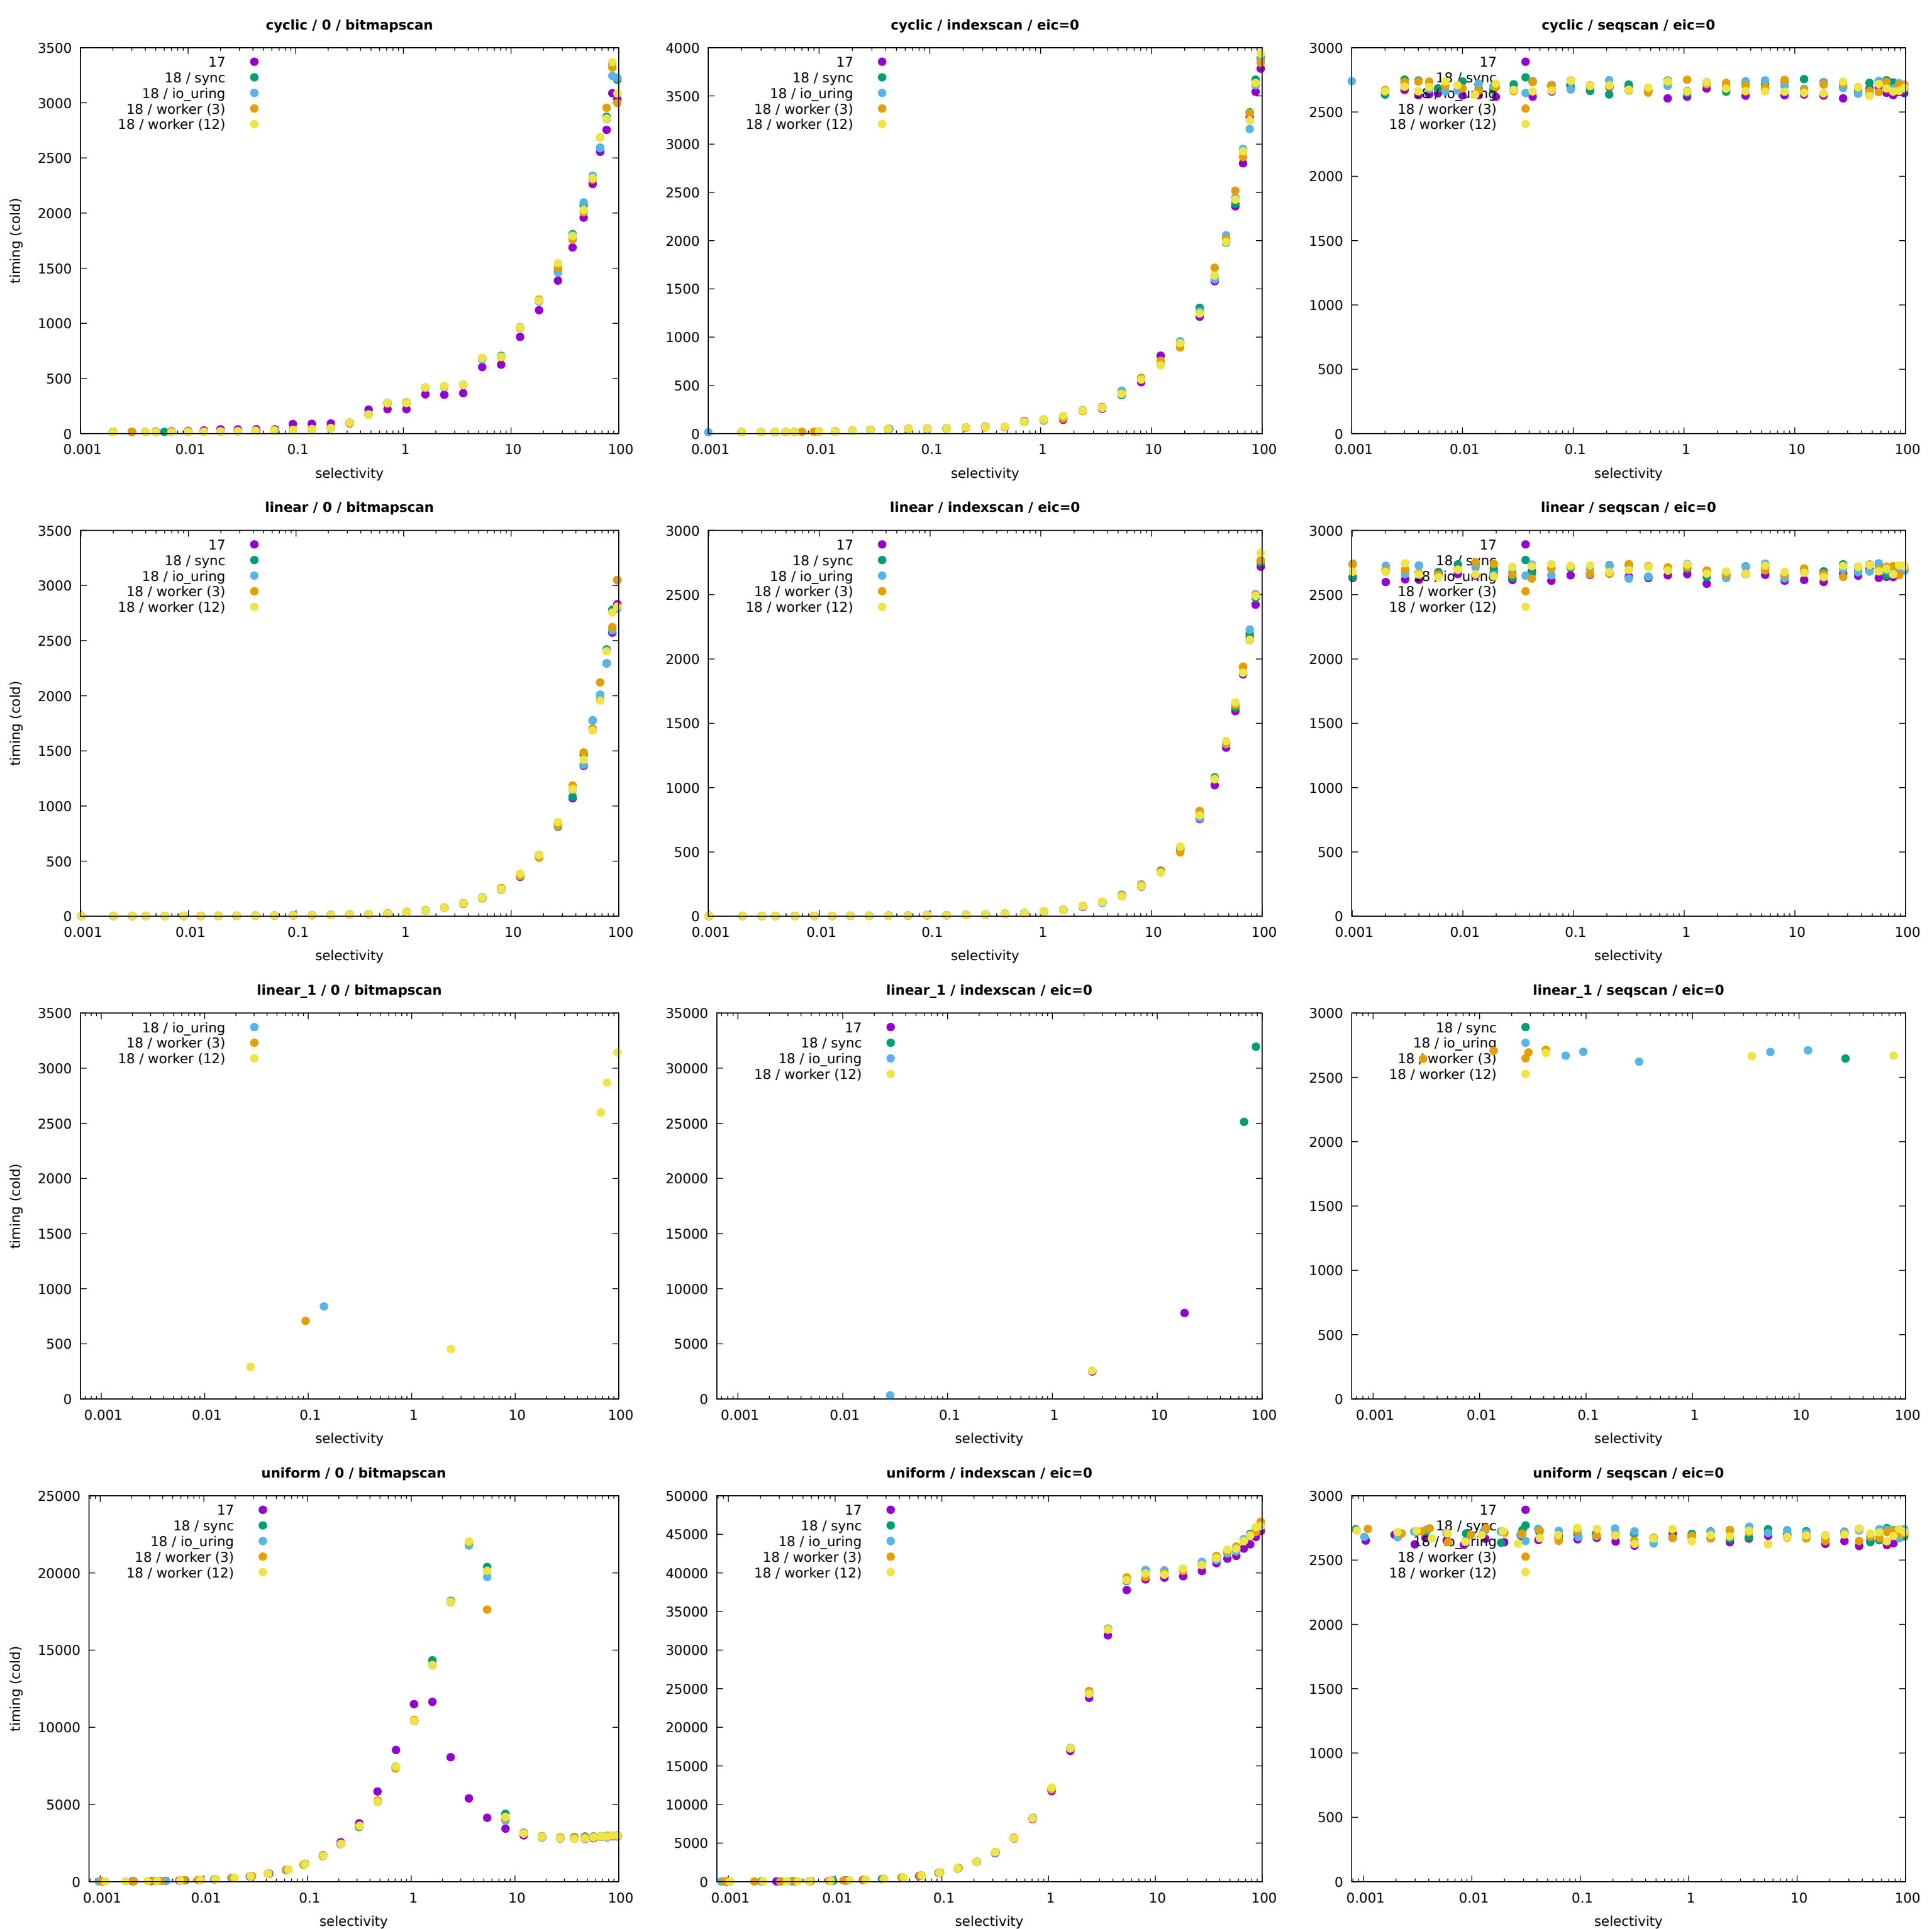 cyclic / 0 / bitmapscan
3500
3000
2500
2000
1500
1000
500
0
timing (cold)
17
18 / sync
18 / io_uring
18 / worker (3)
18 / worker (12)
0.001 0.01 0.1 1 10 100
selectivity
cyclic / indexscan / eic=0
4000
3500
3000
2500
2000
1500
1000
500
0
17
18 / sync
18 / io_uring
18 / worker (3)
18 / worker (12)
0.001 0.01 0.1 1 10 100
selectivity
cyclic / seqscan / eic=0
3000
2500
2000
1500
1000
500
0
17
18 / sync
18 / io_uring
18 / worker (3)
18 / worker (12)
0.001 0.01 0.1 1 10 100
selectivity
linear / 0 / bitmapscan
3500
3000
2500
2000
1500
1000
500
0
timing (cold)
17
18 / sync
18 / io_uring
18 / worker (3)
18 / worker (12)
0.001 0.01 0.1 1 10 100
selectivity
linear / indexscan / eic=0
3000
2500
2000
1500
1000
500
0
17
18 / sync
18 / io_uring
18 / worker (3)
18 / worker (12)
0.001 0.01 0.1 1 10 100
selectivity
linear / seqscan / eic=0
3000
2500
2000
1500
1000
500
0
17
18 / sync
18 / io_uring
18 / worker (3)
18 / worker (12)
0.001 0.01 0.1 1 10 100
selectivity
linear_1 / 0 / bitmapscan
3500
3000
2500
2000
1500
1000
500
0
timing (cold)
18 / io_uring
18 / worker (3)
18 / worker (12)
0.001 0.01 0.1 1 10 100
selectivity
linear_1 / indexscan / eic=0
35000
30000
25000
20000
15000
10000
5000
0
17
18 / sync
18 / io_uring
18 / worker (12)
0.001 0.01 0.1 1 10 100
selectivity
linear_1 / seqscan / eic=0
3000
2500
2000
1500
1000
500
0
18 / sync
18 / io_uring
18 / worker (3)
18 / worker (12)
0.001 0.01 0.1 1 10 100
selectivity
uniform / 0 / bitmapscan
25000
20000
15000
10000
5000
0
timing (cold)
17
18 / sync
18 / io_uring
18 / worker (3)
18 / worker (12)
0.001 0.01 0.1 1 10 100
selectivity
uniform / indexscan / eic=0
50000
45000
40000
35000
30000
25000
20000
15000
10000
5000
0
17
18 / sync
18 / io_uring
18 / worker (3)
18 / worker (12)
0.001 0.01 0.1 1 10 100
selectivity
uniform / seqscan / eic=0
3000
2500
2000
1500
1000
500
0
17
18 / sync
18 / io_uring
18 / worker (3)
18 / worker (12)
0.001 0.01 0.1 1 10 100
selectivity